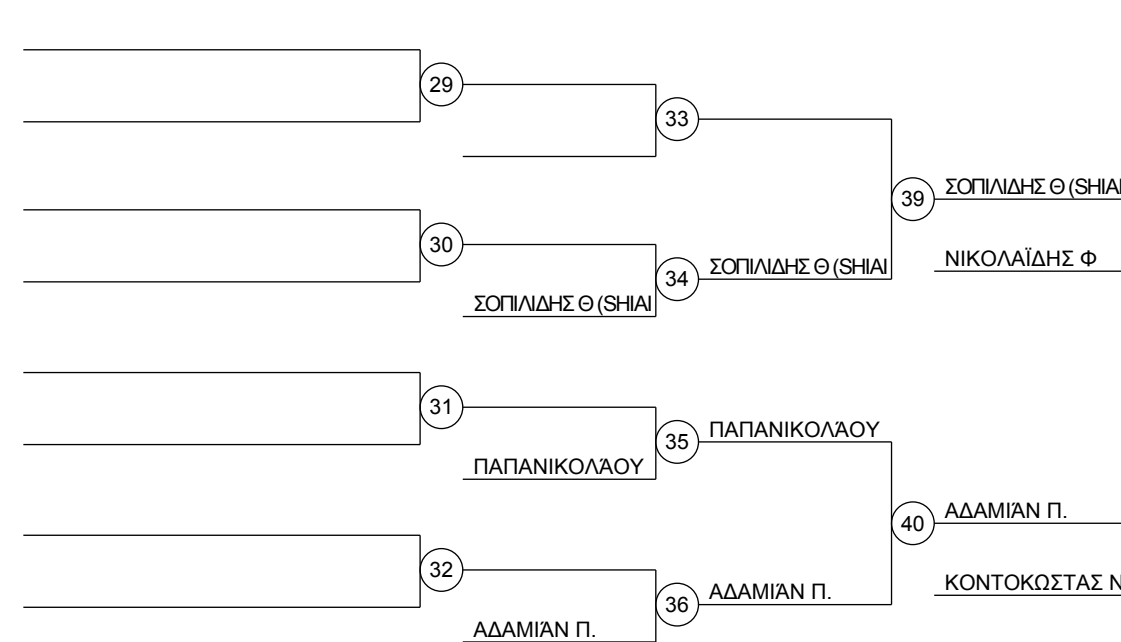 29
33
39 ΣΟΠΙΛΙΔΗΣ Θ (SHIAI
30
ΝΙΚΟΛΑΪΔΗΣ Φ
34 ΣΟΠΙΛΙΔΗΣ Θ (SHIAI
ΣΟΠΙΛΙΔΗΣ Θ (SHIAI
31
35 ΠΑΠΑΝΙΚΟΛΆΟΥ
ΠΑΠΑΝΙΚΟΛΆΟΥ
40 ΑΔΑΜΙΆΝ Π.
32
ΚΟΝΤΟΚΩΣΤΑΣ Ν
36 ΑΔΑΜΙΆΝ Π.
ΑΔΑΜΙΆΝ Π.